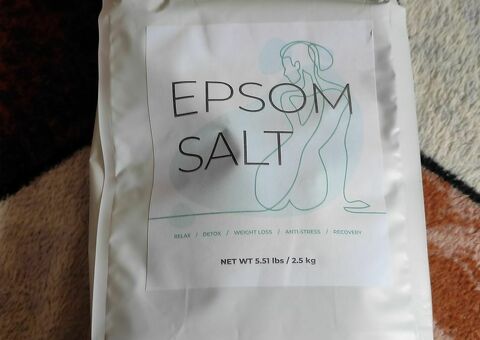 EPSOM
SALT
RELAX / DETOX / WEIGHT LOSS / ANTI-STRESS / RECOVERY
NET WT 5.51 lbs / 2.5 kg